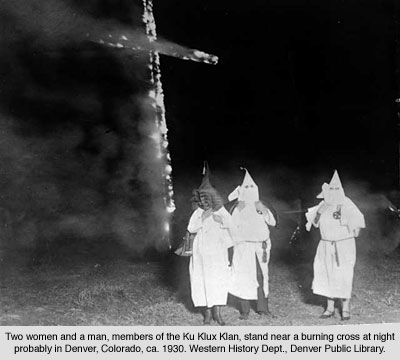 Two women and a man, members of the Ku Klux Klan, stand near a burning cross at night
probably in Denver, Colorado, ca. 1930. Western History Dept., Denver Public Library.